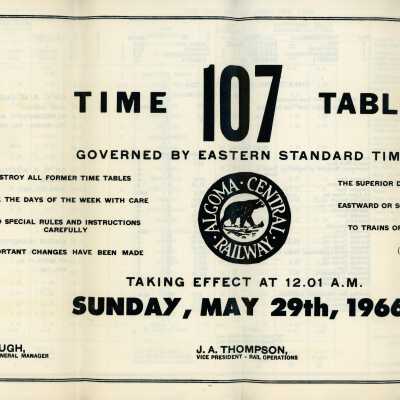 TIME 107 TABL
GOVERNED BY EASTERN STANDARD TIM
STROY ALL FORMER TIME TABLES
THE DAYS OF THE WEEK WITH CARE
SPECIAL RULES AND INSTRUCTIONS
CAREFULLY
ORTANT CHANGES HAVE BEEN MADE
ALGOMA CENTRAL
RAILWAY
THE SUPERIOR D
EASTWARD OR S
TO TRAINS O
TAKING EFFECT AT 12.01 A.M.
SUNDAY, MAY 29th, 1966
UGH,
ENERAL MANAGER
J. A. THOMPSON,
VICE PRESIDENT - RAIL OPERATIONS